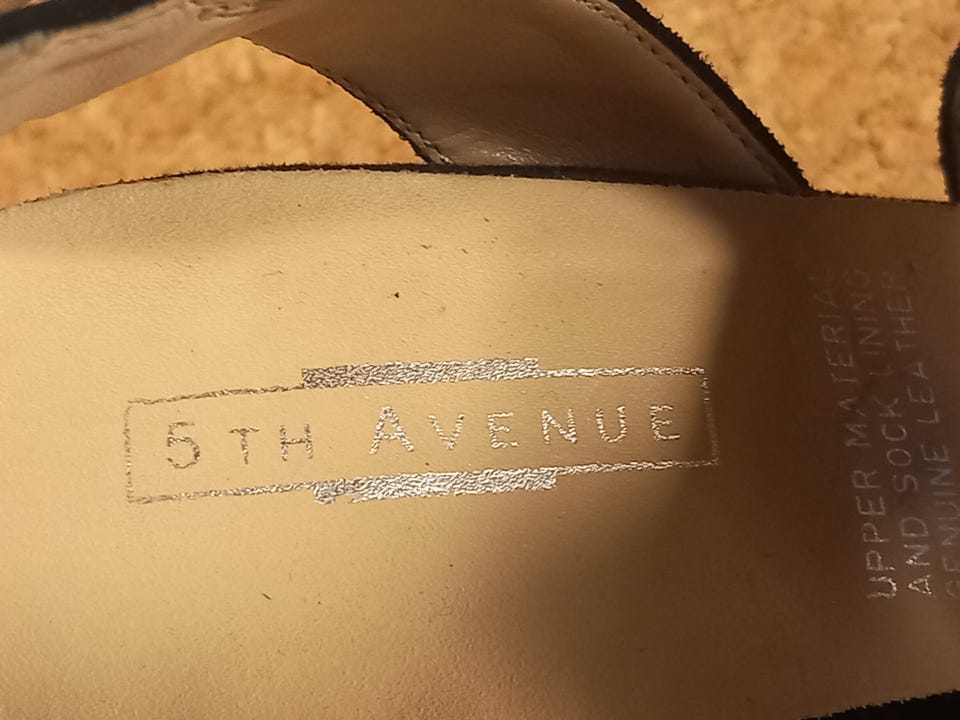 5TH AVENUE
UPPER MATERIAL
AND SOCK LINING
GENUINE LEATHER